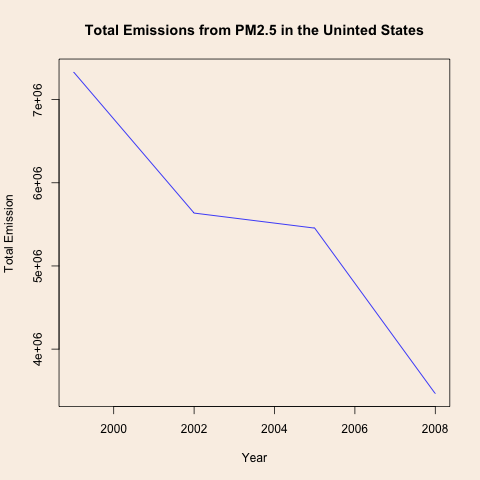 Total Emissions from PM2.5 in the Uninted States
7e+06
6e+06
5e+06
4e+06
Total Emission
2000 2002 2004 2006 2008
Year